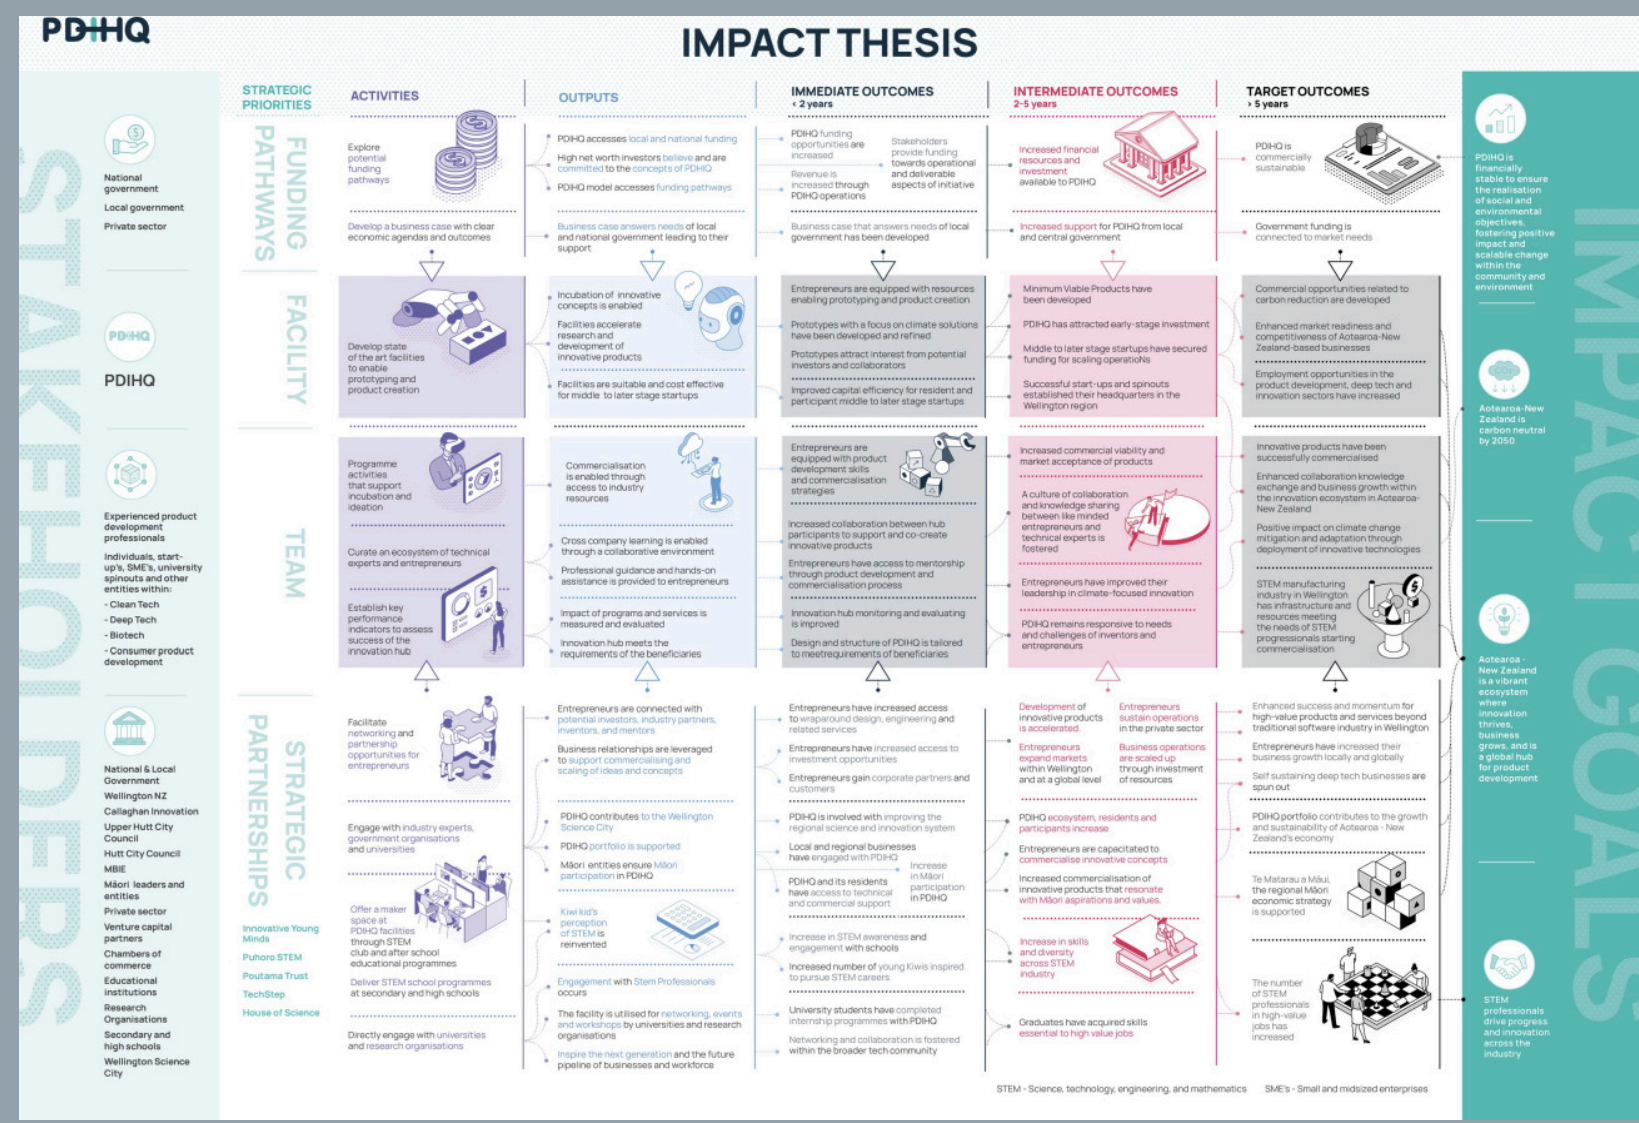 PDIHQ
IMPACT THESIS
STAKEHOLDERS
National
government
Local government
Private sector
PDIHQ
PDIHQ
Experienced product
development
professionals
Individuals, start-
up's, SME's, university
spinouts and other
entities within:
- Clean Tech
- Deep Tech
- Biotech
- Consumer product
development
National & Local
Government
Wellington NZ
Callaghan Innovation
Upper Hutt City
Council
Hutt City Council
MBIE
Māori leaders and
entities
Private sector
Venture capital
partners
Chambers of
commerce
Educational
institutions
Research
Organisations
Secondary and
high schools
Wellington Science
City
STRATEGIC
PRIORITIES
FUNDING
PATHWAYS
FACILITY
TEAM
STRATEGIC
PARTNERSHIPS
Innovative Young
Minds
Puhoro STEM
Poutama Trust
TechStep
House of Science
ACTIVITIES
Explore
potential
funding
pathways
Develop a business case with clear
economic agendas and outcomes
Develop state
of the art facilities
to enable
prototyping and
product creation
Programme
activities
that support
incubation and
ideation
Curate an ecosystem of technical
experts and entrepreneurs
Establish key
performance
indicators to assess
success of the
innovation hub
Facilitate
networking and
partnership
opportunities for
entrepreneurs
Engage with industry experts,
government organisations
and universities
Offer a maker
space at
PDIHQ facilities
through STEM
club and after school
educational programmes
Deliver STEM school programmes
at secondary and high schools
Directly engage with universities
and research organisations
OUTPUTS
PDIHQ accesses local and national funding
High net worth investors believe and are
committed to the concepts of PDIHQ
PDIHQ model accesses funding pathways
Business case answers needs of local
and national government leading to their
support
Incubation of innovative
concepts is enabled
Facilities accelerate
research and
development of
innovative products
Facilities are suitable and cost effective
for middle to later stage startups
Commercialisation
is enabled through
access to industry
resources
Cross company learning is enabled
through a collaborative environment
Professional guidance and hands-on
assistance is provided to entrepreneurs
Impact of programs and services is
measured and evaluated
Innovation hub meets the
requirements of the beneficiaries
Entrepreneurs are connected with
potential investors, industry partners,
inventors, and mentors
Business relationships are leveraged
to support commercialising and
scaling of ideas and concepts
PDIHQ contributes to the Wellington
Science City
PDIHQ portfolio is supported
Māori entities ensure Māori
participation in PDIHQ
Kiwi kid's
perception
of STEM is
reinvented
Engagement with Stem Professionals
occurs
The facility is utilised for networking, events
and workshops by universities and research
organisations
Inspire the next generation and the future
pipeline of businesses and workforce
IMMEDIATE OUTCOMES
< 2 years
PDIHQ funding
opportunities are
increased
Revenue is
increased through
PDIHQ operations
Stakeholders
provide funding
towards operational
and deliverable
aspects of initiative
Business case that answers needs of local
government has been developed
Entrepreneurs are equipped with resources
enabling prototyping and product creation
Prototypes with a focus on climate solutions
have been developed and refined
Prototypes attract interest from potential
investors and collaborators
Improved capital efficiency for resident and
participant middle to later stage startups
Entrepreneurs are
equipped with product
development skills
and commercialisation
strategies
Increased collaboration between hub
participants to support and co-create
innovative products
Entrepreneurs have access to mentorship
through product development and
commercialisation process
Innovation hub monitoring and evaluating
is improved
Design and structure of PDIHQ is tailored
to meetrequirements of beneficiaries
Entrepreneurs have increased access
to wraparound design, engineering and
related services
Entrepreneurs have increased access to
investment opportunities
Entrepreneurs gain corporate partners and
customers
PDIHQ is involved with improving the
regional science and innovation system
Local and regional businesses
have engaged with PDIHQ
PDIHQ and its residents
have access to technical
and commercial support
Increase
in Māori
participation
in PDIHQ
Increase in STEM awareness and
engagement with schools
Increased number of young Kiwis inspired
to pursue STEM careers
University students have completed
internship programmes with PDIHQ
Networking and collaboration is fostered
within the broader tech community
INTERMEDIATE OUTCOMES
2-5 years
Increased financial
resources and
investment
available to PDIHQ
Increased support for PDIHQ from local
and central government
Minimum Viable Products have
been developed
PDIHQ has attracted early-stage investment
Middle to later stage startups have secured
funding for scaling operatioNs
Successful start-ups and spinouts
established their headquarters in the
Wellington region
Increased commercial viability and
market acceptance of products
A culture of collaboration
and knowledge sharing
between like minded
entrepreneurs and
technical experts is
fostered
Entrepreneurs have improved their
leadership in climate-focused innovation
PDIHQ remains responsive to needs
and challenges of inventors and
entrepreneurs
Development of
innovative products
is accelerated.
Entrepreneurs
expand markets
within Wellington
and at a global level
Entrepreneurs
sustain operations
in the private sector
Business operations
are scaled up
through investment
of resources
PDIHQ ecosystem, residents and
participants increase
Entrepreneurs are capacitated to
commercialise innovative concepts
Increased commercialisation of
innovative products that resonate
with Māori aspirations and values.
Increase in skills
and diversity
across STEM
industry
Graduates have acquired skills
essential to high value jobs
TARGET OUTCOMES
> 5 years
PDIHQ is
commercially
sustainable
Government funding is
connected to market needs
Commercial opportunities related to
carbon reduction are developed
Enhanced market readiness and
competitiveness of Aotearoa-New
Zealand-based businesses
Employment opportunities in the
product development, deep tech and
innovation sectors have increased
Innovative products have been
successfully commercialised
Enhanced collaboration knowledge
exchange and business growth within
the innovation ecosystem in Aotearoa-
New Zealand
Positive impact on climate change
mitigation and adaptation through
deployment of innovative technologies
STEM manufacturing
industry in Wellington
has infrastructure and
resources meeting
the needs of STEM
progressionals starting
commercialisation
Enhanced success and momentum for
high-value products and services beyond
traditional software industry in Wellington
Entrepreneurs have increased their
business growth locally and globally
Self sustaining deep tech businesses are
spun out
PDIHQ portfolio contributes to the growth
and sustainability of Aotearoa - New
Zealand's economy
Te Matarau a Māui,
the regional Māori
economic strategy
is supported
The number
of STEM
professionals
in high-value
jobs has
increased
STEM - Science, technology, engineering, and mathematics
SME's - Small and midsized enterprises
IMPACT GOALS
PDIHQ is
financially
stable to ensure
the realisation
of social and
environmental
objectives,
fostering positive
impact and
scalable change
within the
community and
environment
CO2
Aotearoa-New
Zealand is
carbon neutral
by 2050
Aotearoa -
New Zealand
is a vibrant
ecosystem
where
innovation
thrives,
business
grows, and is
a global hub
for product
development
STEM
professionals
drive progress
and innovation
across the
industry